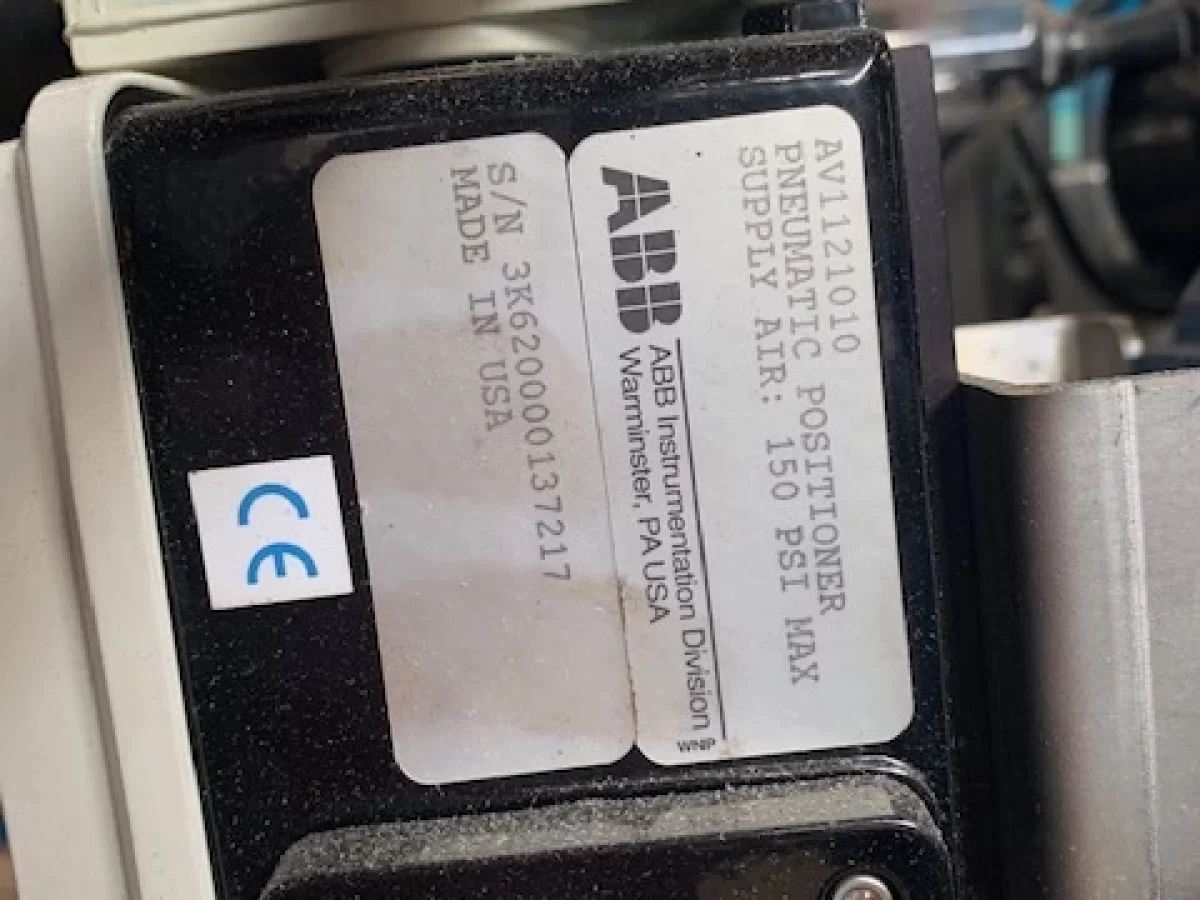 AV1121010
PNEUMATIC POSITIONER
SUPPLY AIR: 150 PSI MAX
ABB
ABB Instrumentation Division
Warminster, PA USA
S/N 3K620000137217
MADE IN USA
CE